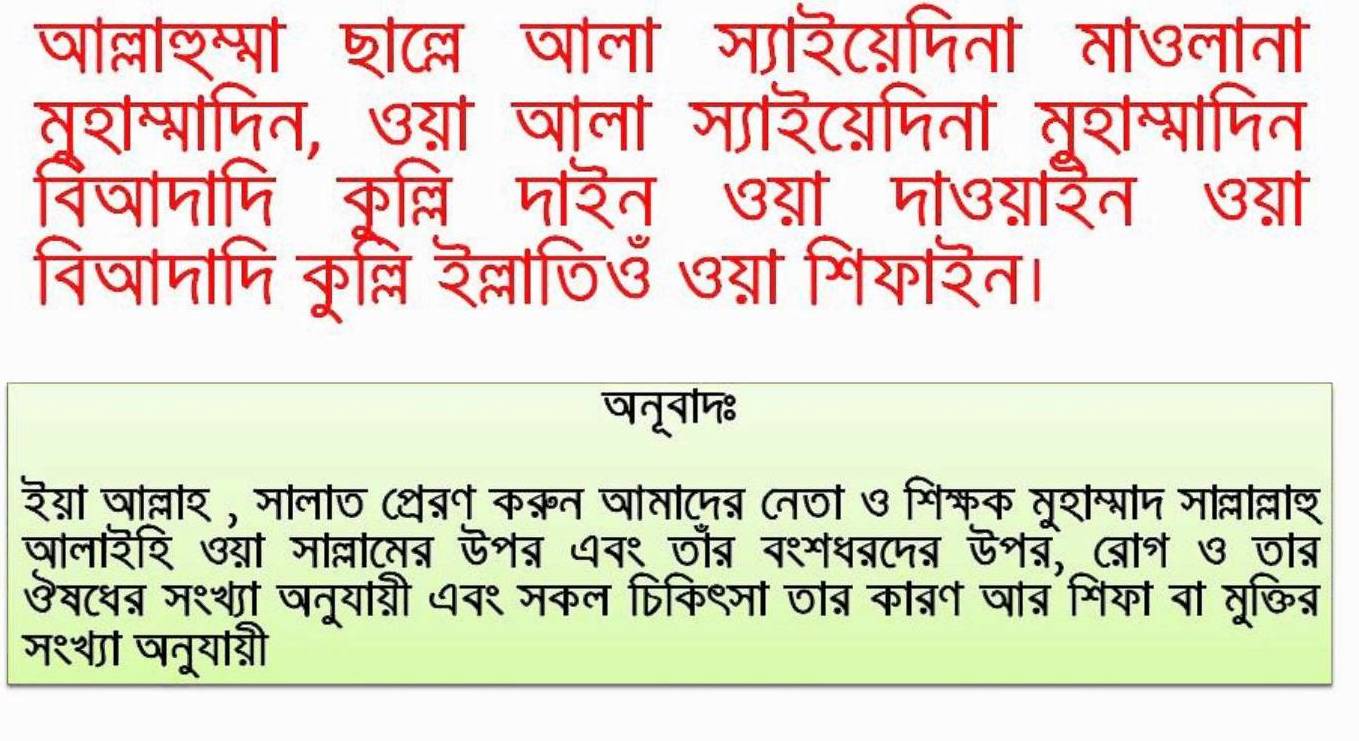 আল্লাহুম্মা ছাল্লে আলা স্যাইয়েদিনা মাওলানা
মুহাম্মাদিন, ওয়া আলা স্যাইয়েদিনা মুহাম্মাদিন
বিআদাদি কুল্লি দাইন ওয়া দাওয়াইন ওয়া
বিআদাদি কুল্লি ইল্লাতিওঁ ওয়া শিফাইন।
অনূবাদঃ
ইয়া আল্লাহ , সালাত প্রেরণ করুন আমাদের নেতা ও শিক্ষক মুহাম্মাদ সাল্লাল্লাহু
আলাইহি ওয়া সাল্লামের উপর এবং তাঁর বংশধরদের উপর, রোগ ও তার
ঔষধের সংখ্যা অনুযায়ী এবং সকল চিকিৎসা তার কারণ আর শিফা বা মুক্তির
সংখ্যা অনুযায়ী